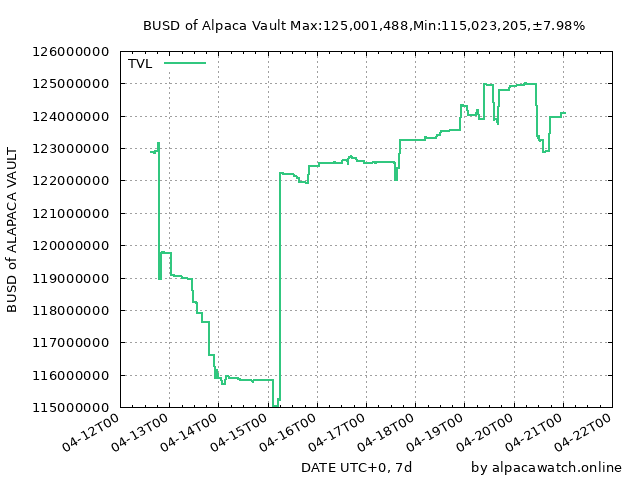 BUSD of Alpaca Vault Max:125,001,488,Min:115,023,205,±7.98%
TVL
126000000
125000000
124000000
123000000
122000000
121000000
120000000
119000000
118000000
117000000
116000000
115000000
BUSD of ALAPACA VAULT
04-12T00
04-13T00
04-14T00
04-15T00
04-16T00
04-17T00
04-18T00
04-19T00
04-20T00
04-21T00
04-22T00
DATE UTC+0, 7d
by alpacawatch.online